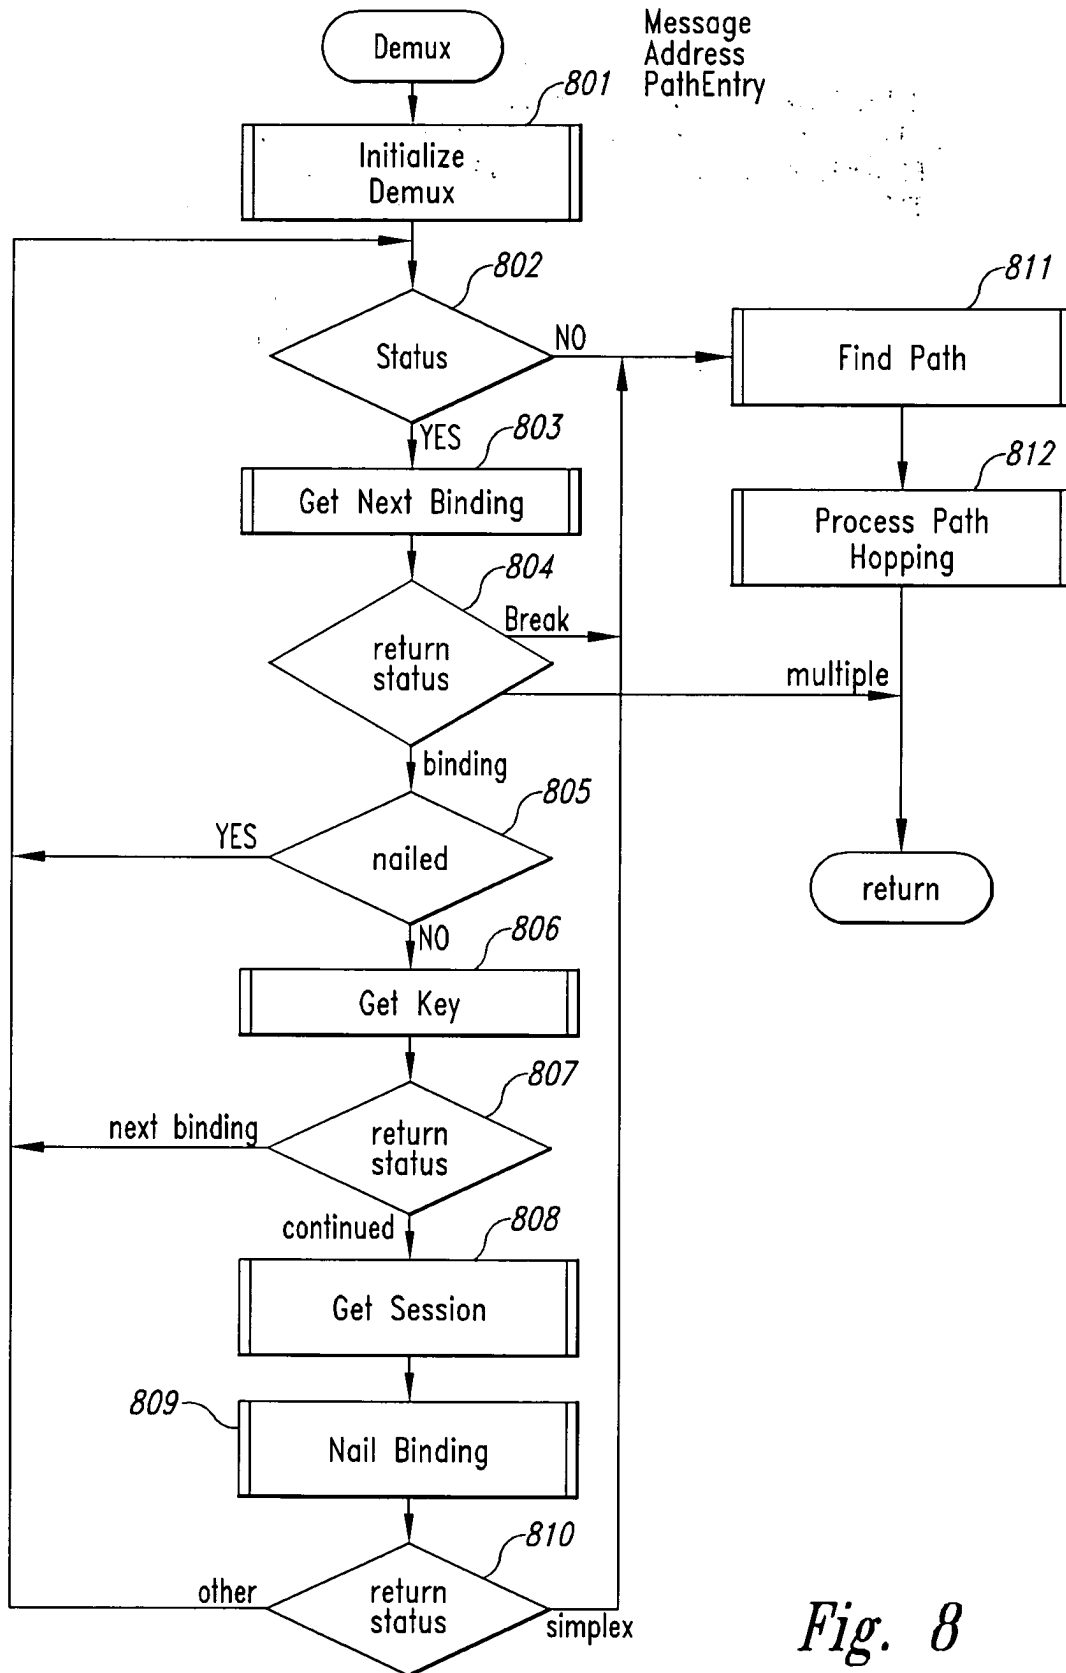 Demux
Message
Address
PathEntry
801
Initialize
Demux
802
Status
NO
YES
811
Find Path
803
Get Next Binding
812
Process Path
Hopping
804
return
status
Break
multiple
binding
805
nailed
YES
NO
return
806
Get Key
807
return
status
next binding
continued
808
Get Session
809
Nail Binding
810
return
status
other
simplex
Fig. 8